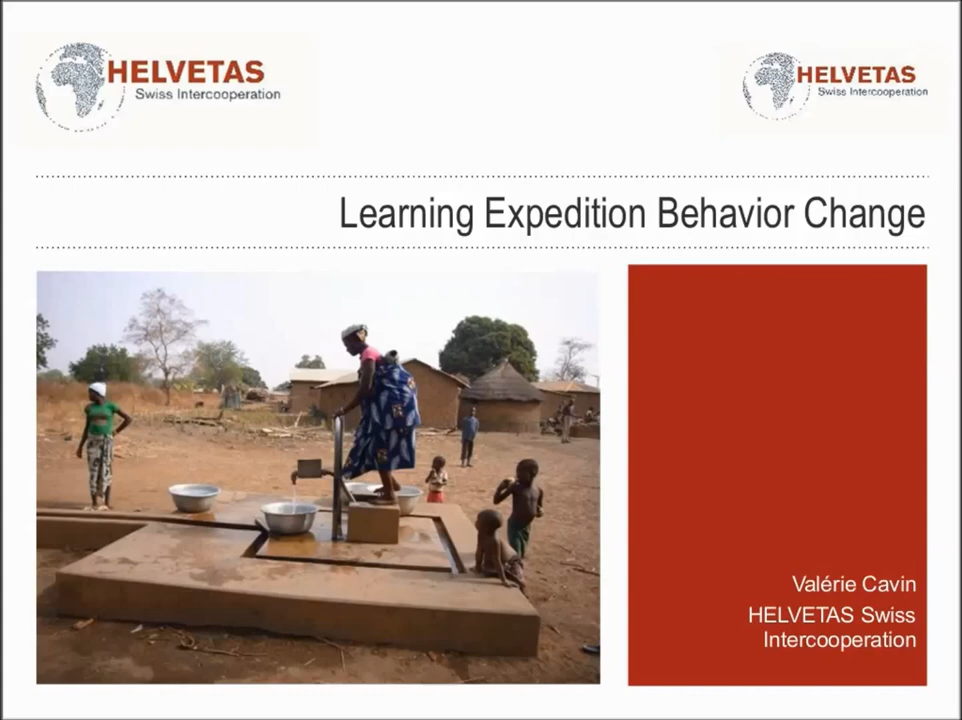 HELVETAS
Swiss Intercooperation
HELVETAS
Swiss Intercooperation
Learning Expedition Behavior Change
Valérie Cavin
HELVETAS Swiss
Intercooperation